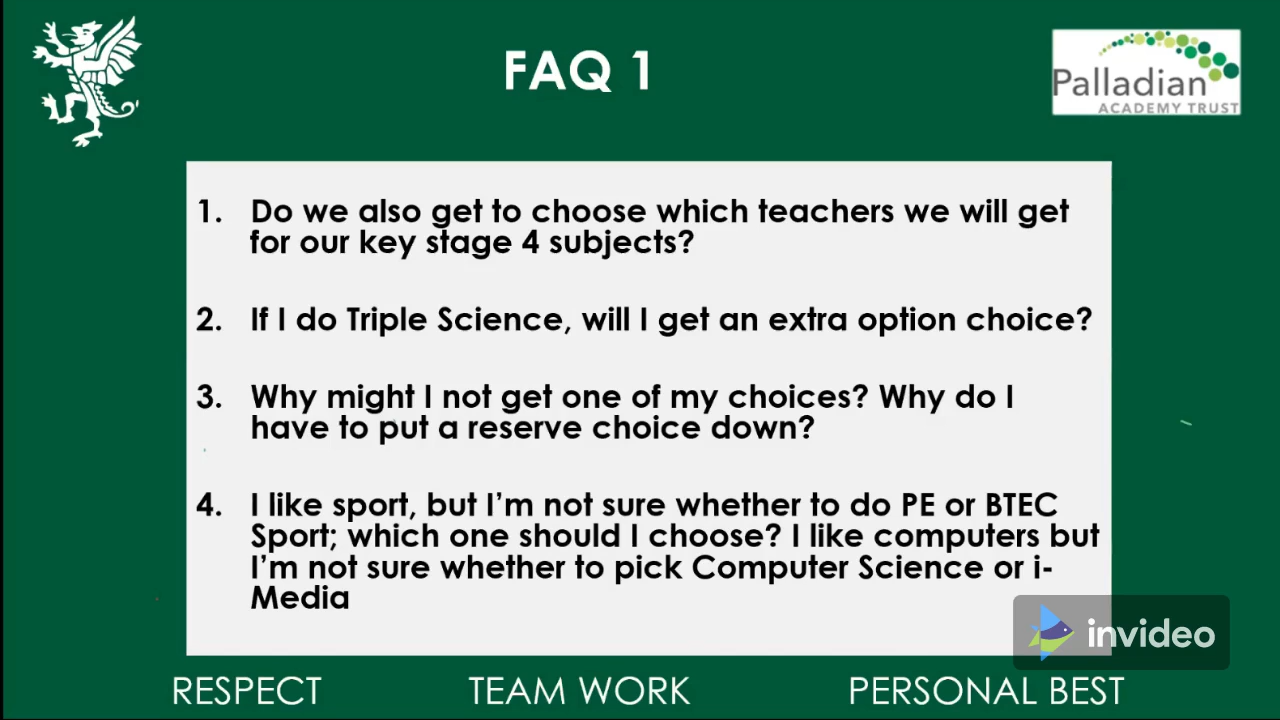 FAQ 1
Palladian
ACADEMY TRUST
1. Do we also get to choose which teachers we will get
for our key stage 4 subjects?
2. If I do Triple Science, will I get an extra option choice?
3. Why might I not get one of my choices? Why do I
have to put a reserve choice down?
4. I like sport, but I’m not sure whether to do PE or BTEC
Sport; which one should I choose? I like computers but
I’m not sure whether to pick Computer Science or i-
Media
invideo
RESPECT TEAM WORK PERSONAL BEST